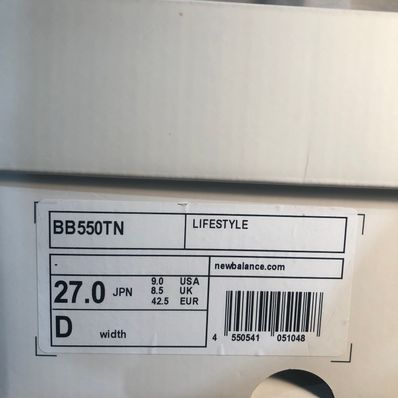 BB550TN LIFESTYLE
- newbalance.com
27.0 JPN
9.0 USA
8.5 UK
42.5 EUR
D width
4 550541 051048